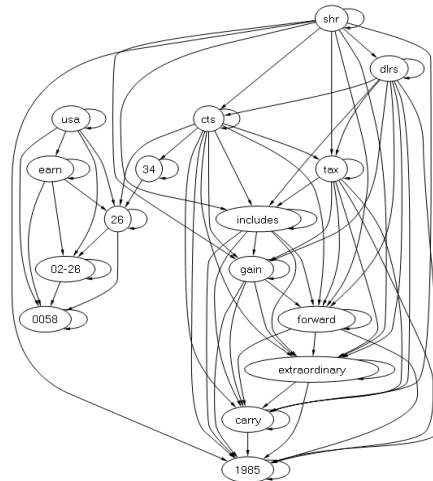 shr
dlrs
usa
cts
earn
34
tax
26
includes
02-26
gain
0058
forward
extraordinary
carry
1985